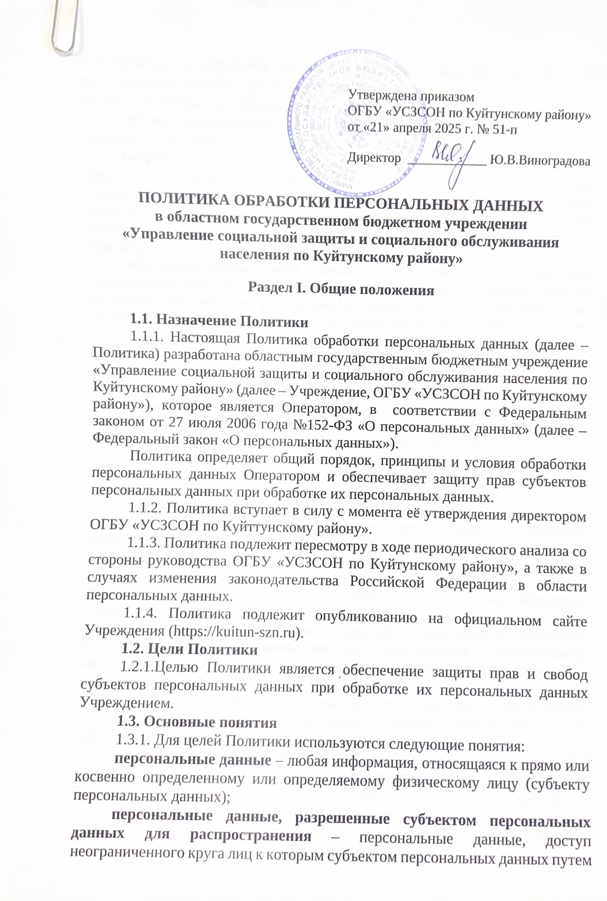 Утверждена приказом
ОГБУ «УСЗСОН по Куйтунскому району»
от «21» апреля 2025 г. № 51-п
Директор ____________ Ю.В.Виноградова
ПОЛИТИКА ОБРАБОТКИ ПЕРСОНАЛЬНЫХ ДАННЫХ
в областном государственном бюджетном учреждении
«Управление социальной защиты и социального обслуживания
населения по Куйтунскому району»
Раздел I. Общие положения
1.1. Назначение Политики
1.1.1. Настоящая Политика обработки персональных данных (далее –
Политика) разработана областным государственным бюджетным учреждение
«Управление социальной защиты и социального обслуживания населения по
Куйтунскому району» (далее – Учреждение, ОГБУ «УСЗСОН по Куйтунскому
району»), которое является Оператором, в соответствии с Федеральным
законом от 27 июля 2006 года №152-ФЗ «О персональных данных» (далее –
Федеральный закон «О персональных данных»).
Политика определяет общий порядок, принципы и условия обработки
персональных данных Оператором и обеспечивает защиту прав субъектов
персональных данных при обработке их персональных данных.
1.1.2. Политика вступает в силу с момента её утверждения директором
ОГБУ «УСЗСОН по Куйттунскому району».
1.1.3. Политика подлежит пересмотру в ходе периодического анализа со
стороны руководства ОГБУ «УСЗСОН по Куйтунскому району», а также в
случаях изменения законодательства Российской Федерации в области
персональных данных.
1.1.4. Политика подлежит опубликованию на официальном сайте
Учреждения (https://kuitun-szn.ru).
1.2. Цели Политики
1.2.1.Целью Политики является обеспечение защиты прав и свобод
субъектов персональных данных при обработке их персональных данных
Учреждением.
1.3. Основные понятия
1.3.1. Для целей Политики используются следующие понятия:
персональные данные – любая информация, относящаяся к прямо или
косвенно определенному или определяемому физическому лицу (субъекту
персональных данных);
персональные данные, разрешенные субъектом персональных
данных для распространения – персональные данные, доступ
неограниченного круга лиц к которым субъектом персональных данных путем